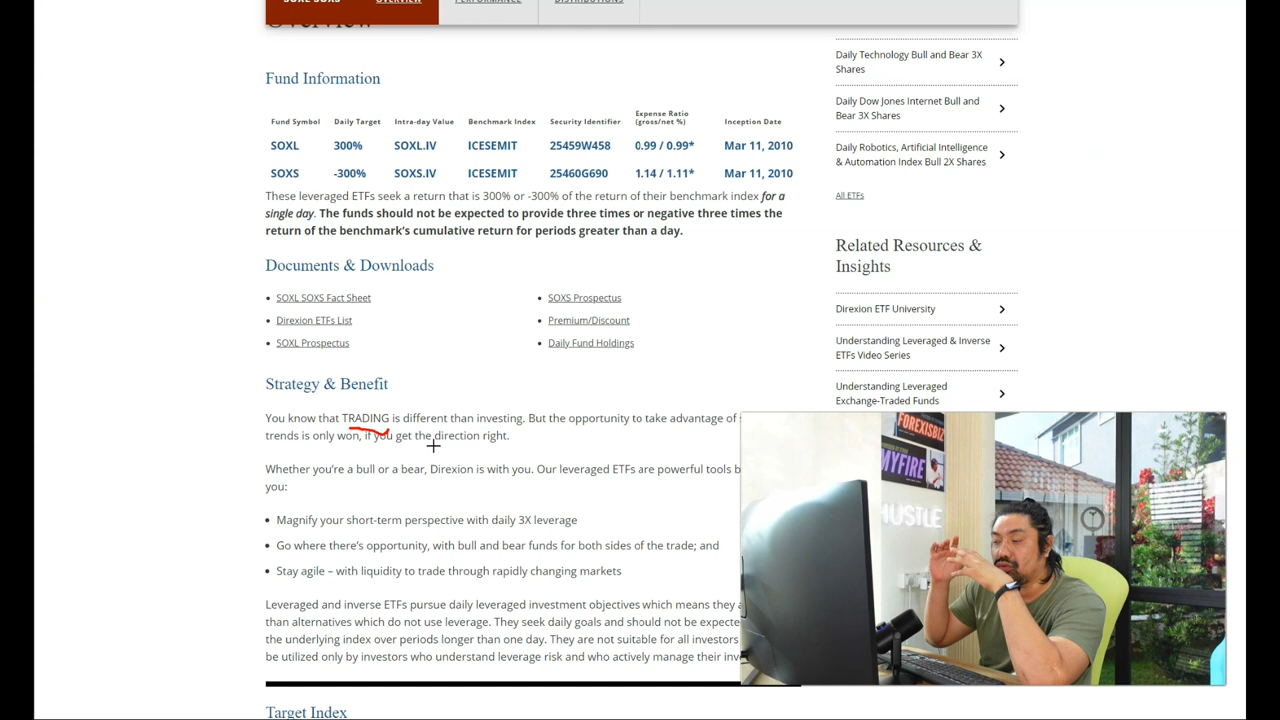 SOXL SOXS
OVERVIEW
PERFORMANCE
DISTRIBUTIONS
Overview
Fund Information
Fund Symbol Daily Target Intra-day Value Benchmark Index Security Identifier Expense Ratio (gross/net %) Inception Date
SOXL 300% SOXL.IV ICESEMIT 25459W458 0.99 / 0.99* Mar 11, 2010
SOXS -300% SOXS.IV ICESEMIT 25460G690 1.14 / 1.11* Mar 11, 2010
These leveraged ETFs seek a return that is 300% or -300% of the return of their benchmark index for a
single day. The funds should not be expected to provide three times or negative three times the
return of the benchmark's cumulative return for periods greater than a day.
Documents & Downloads
• SOXL SOXS Fact Sheet
• Direxion ETFs List
• SOXL Prospectus
• SOXS Prospectus
• Premium/Discount
• Daily Fund Holdings
Strategy & Benefit
You know that TRADING is different than investing. But the opportunity to take advantage of
trends is only won, if you get the direction right.
Whether you're a bull or a bear, Direxion is with you. Our leveraged ETFs are powerful tools
you:
• Magnify your short-term perspective with daily 3X leverage
• Go where there's opportunity, with bull and bear funds for both sides of the trade; and
• Stay agile – with liquidity to trade through rapidly changing markets
Leveraged and inverse ETFs pursue daily leveraged investment objectives which means they
than alternatives which do not use leverage. They seek daily goals and should not be expected
the underlying index over periods longer than one day. They are not suitable for all investors
be utilized only by investors who understand leverage risk and who actively manage their
Target Index
Daily Technology Bull and Bear 3X
Shares
Daily Dow Jones Internet Bull and
Bear 3X Shares
Daily Robotics, Artificial Intelligence
& Automation Index Bull 2X Shares
All ETFs
Related Resources &
Insights
Direxion ETF University
Understanding Leveraged & Inverse
ETFs Video Series
Understanding Leveraged
Exchange-Traded Funds
FOREXISBIZ
MYFIRE
HUSTLE